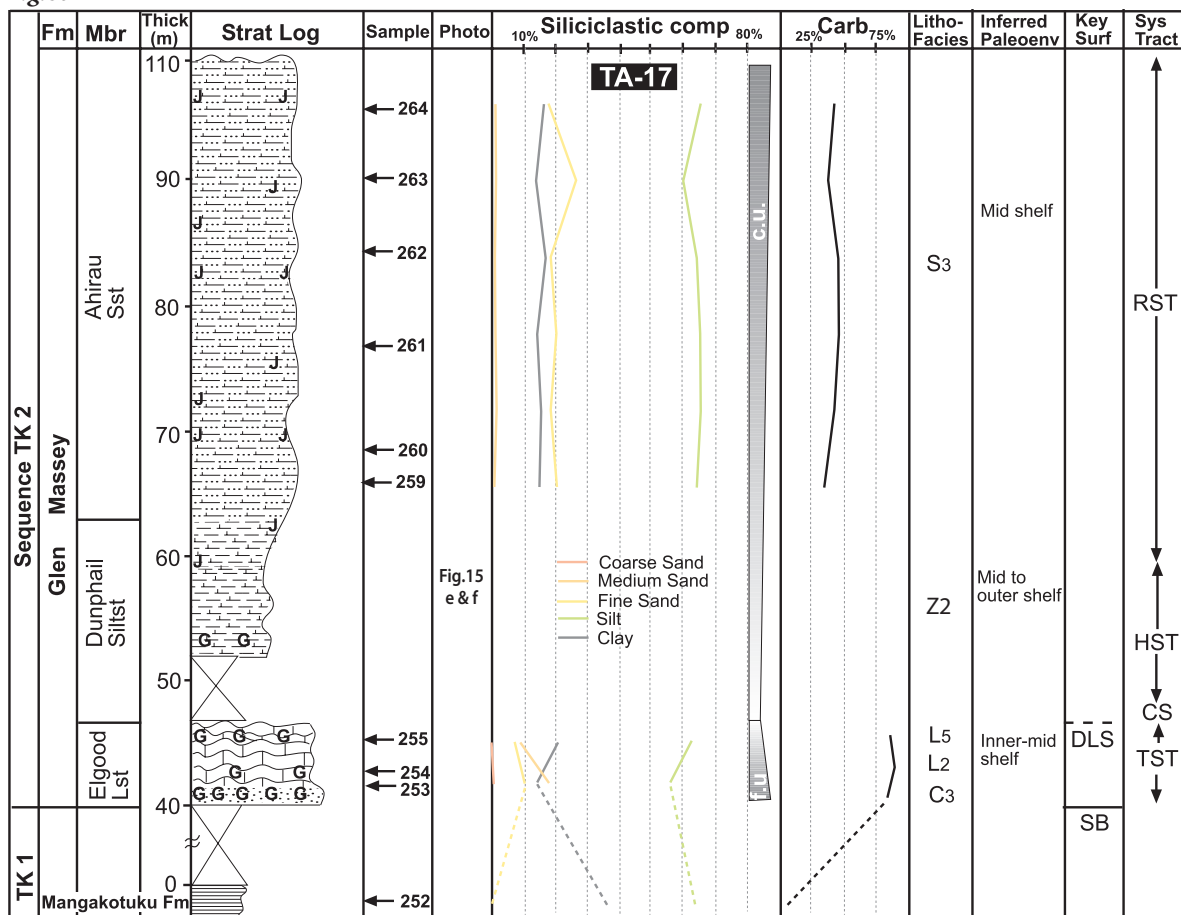 Fm
Mbr
Thick
(m)
Strat Log
Sample
Photo
Siliciclastic comp
10%
80%
Carb
25%
75%
Litho-
Facies
Inferred
Paleoenv
Key
Surf
Sys
Tract
TA-17
Sequence TK 2
TK 1
Glen Massey
Ahirau
Sst
Dunphail
Siltst
Elgood
Lst
Mangakotuku Fm
110
90
80
70
60
50
40
0
J J
J
J
J J
J
J
J J
J
J
G G
G G G
G G
G G G G G
264
263
262
261
260
259
255
254
253
252
Fig.15
e & f
Coarse Sand
Medium Sand
Fine Sand
Silt
Clay
c.u.
f.u
S3
Z2
L5
L2
C3
Mid shelf
Mid to
outer shelf
Inner-mid
shelf
DLS
SB
RST
HST
CS
TST